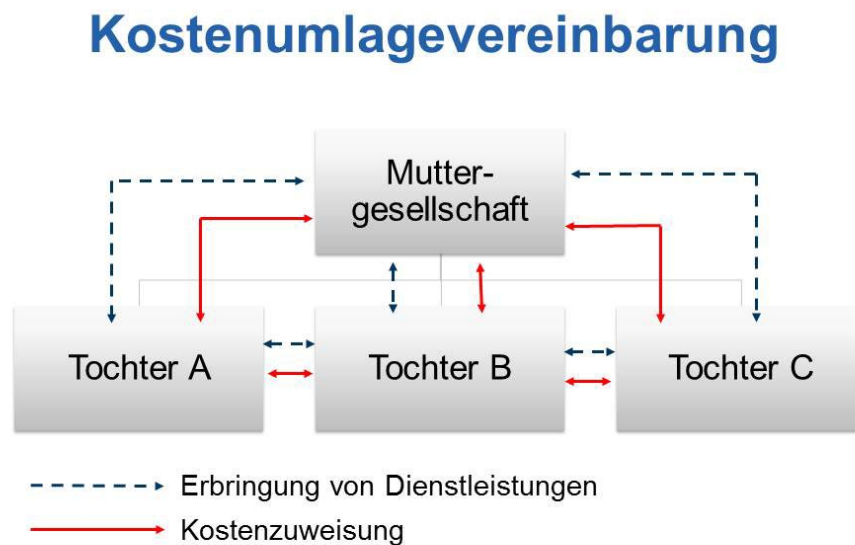 Kostenumlagevereinbarung
Mutter-
gesellschaft
Tochter A
Tochter B
Tochter C
Erbringung von Dienstleistungen
Kostenzuweisung